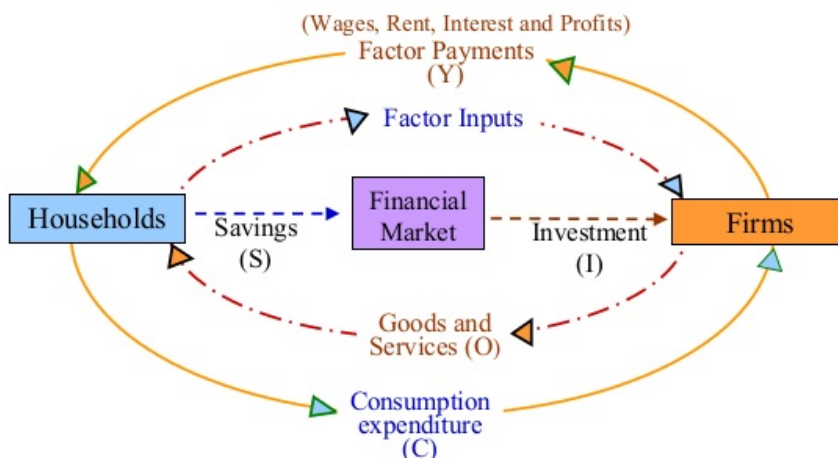 (Wages, Rent, Interest and Profits)
Factor Payments
(Y)
Factor Inputs
Households
Savings
(S)
Financial
Market
Investment
(I)
Firms
Goods and
Services (O)
Consumption
expenditure
(C)